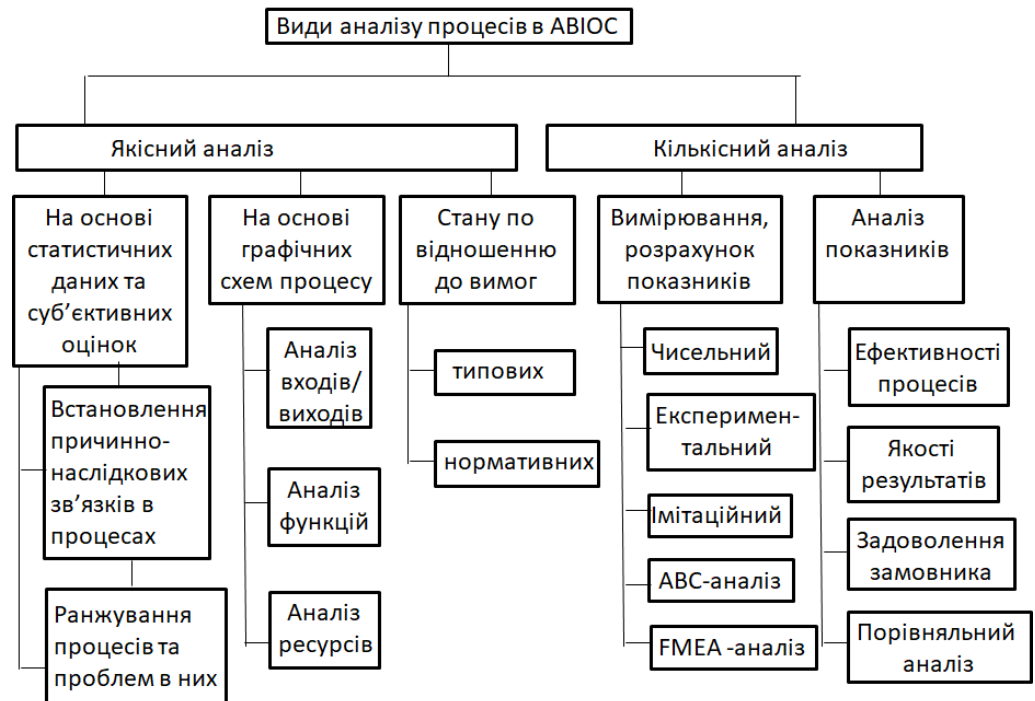 Види аналізу процесів в АВІОС
Якісний аналіз
Кількісний аналіз
На основі
статистичних
даних та
суб’єктивних
оцінок
На основі
графічних
схем процесу
Стану по
відношенню
до вимог
Вимірювання,
розрахунок
показників
Аналіз
показників
Встановлення
причинно-
наслідкових
зв’язків в
процесах
Ранжування
процесів та
проблем в них
Аналіз
входів/
виходів
Аналіз
функцій
Аналіз
ресурсів
типових
нормативних
Чисельний
Експеримен-
тальний
Імітаційний
АВС-аналіз
FMEA -аналіз
Ефективності
процесів
Якості
результатів
Задоволення
замовника
Порівняльний
аналіз